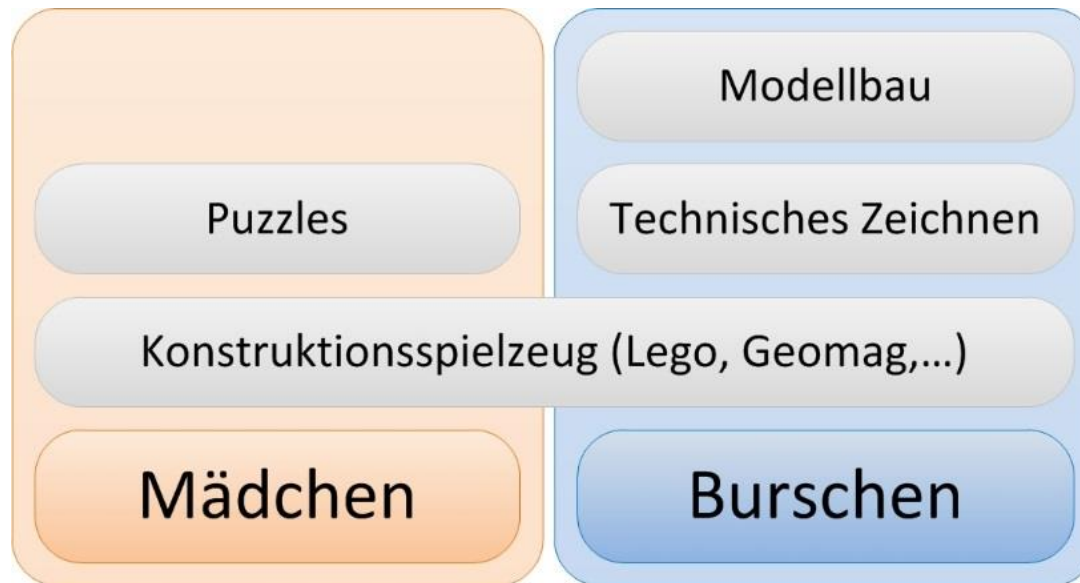 Modellbau
Puzzles
Technisches Zeichnen
Konstruktionsspielzeug (Lego, Geomag,...)
Mädchen
Burschen